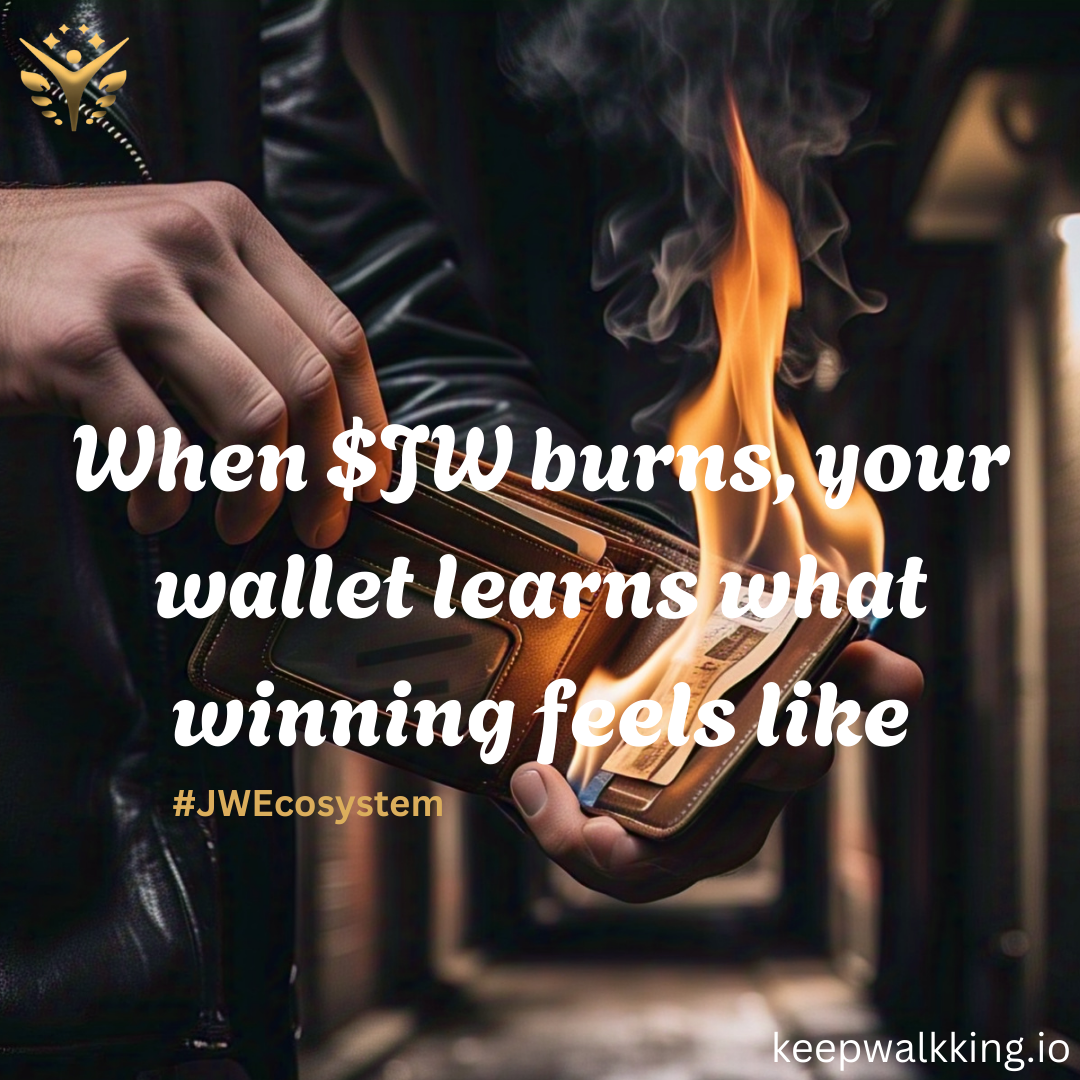 When $JW burns, your
wallet learns what
winning feels like
#JWEcosystem
keepwalkking.io